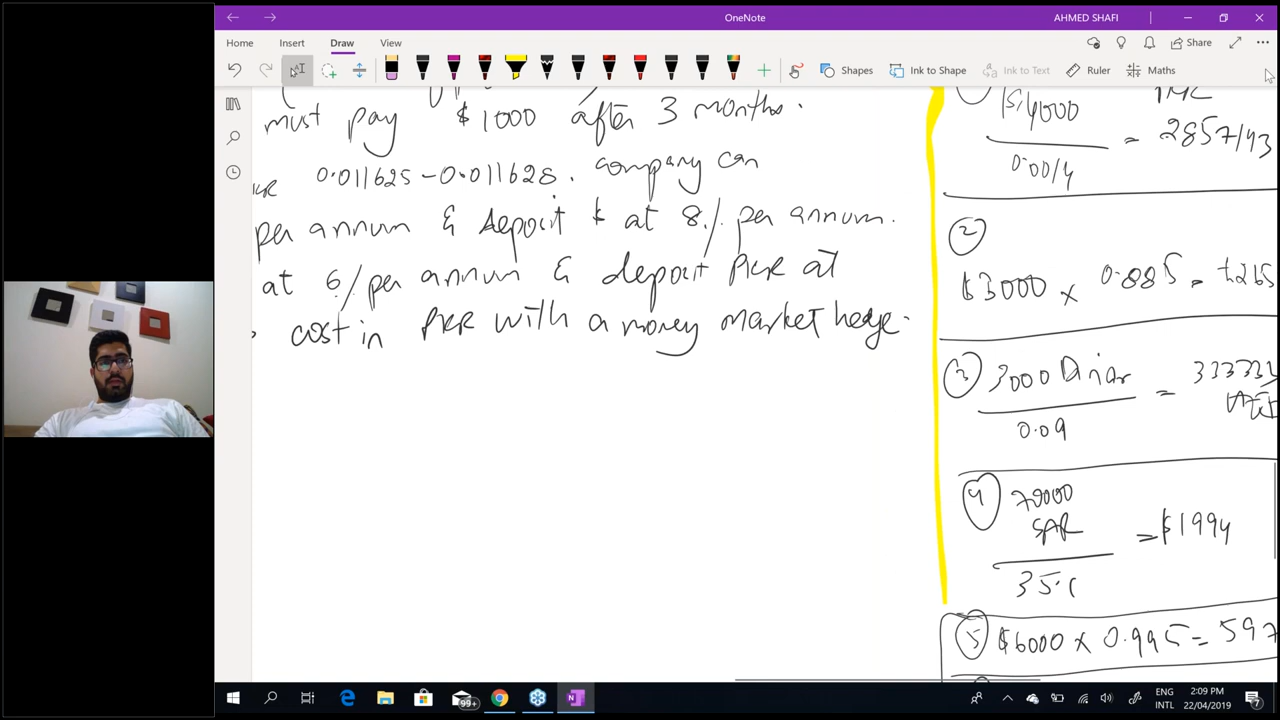 OneNote
AHMED SHAFI
Home Insert Draw View
Share
Shapes
Ink to Shape
Ink to Text
Ruler
Maths
must pay $1000 after 3 months.
0.011625-0.011628. company can
per annum & deposit $ at 8% per annum.
at 6% per annum & deposit PKR at
cost in PKR with a money market hedge.
0.0014
= 2857143
②
$3000 x 0.885 =
③ 3000 Dinar
0.09
=
④ 70000
SAR
= $1994
35.1
⑤ $6000 x 0.995 = 597
99+
ENG
INTL
2:09 PM
22/04/2019
7